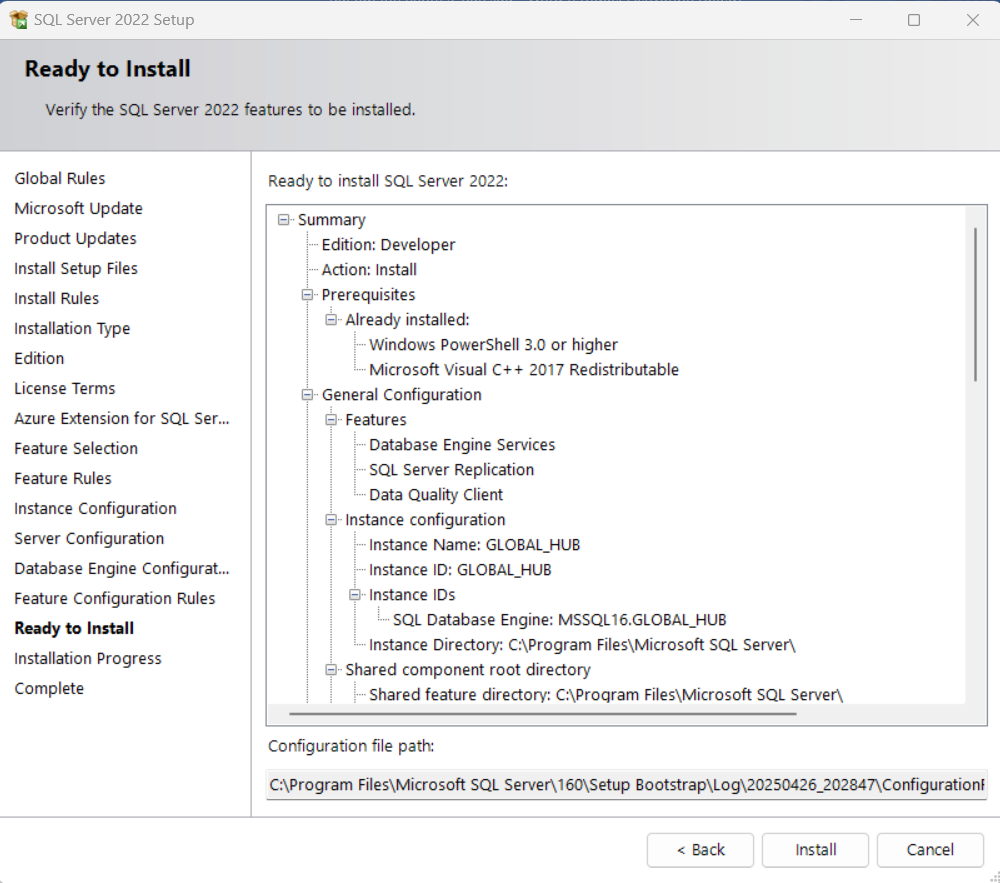 SQL Server 2022 Setup
Ready to Install
Verify the SQL Server 2022 features to be installed.
Global Rules
Microsoft Update
Product Updates
Install Setup Files
Install Rules
Installation Type
Edition
License Terms
Azure Extension for SQL Ser...
Feature Selection
Feature Rules
Instance Configuration
Server Configuration
Database Engine Configurat...
Feature Configuration Rules
Ready to Install
Installation Progress
Complete
Ready to install SQL Server 2022:
Summary
Edition: Developer
Action: Install
Prerequisites
Already installed:
Windows PowerShell 3.0 or higher
Microsoft Visual C++ 2017 Redistributable
General Configuration
Features
Database Engine Services
SQL Server Replication
Data Quality Client
Instance configuration
Instance Name: GLOBAL_HUB
Instance ID: GLOBAL_HUB
Instance IDs
SQL Database Engine: MSSQL16.GLOBAL_HUB
Instance Directory: C:\Program Files\Microsoft SQL Server\
Shared component root directory
Shared feature directory: C:\Program Files\Microsoft SQL Server\
Configuration file path:
C:\Program Files\Microsoft SQL Server\160\Setup Bootstrap\Log\20250426_202847\Configuration
< Back
Install
Cancel